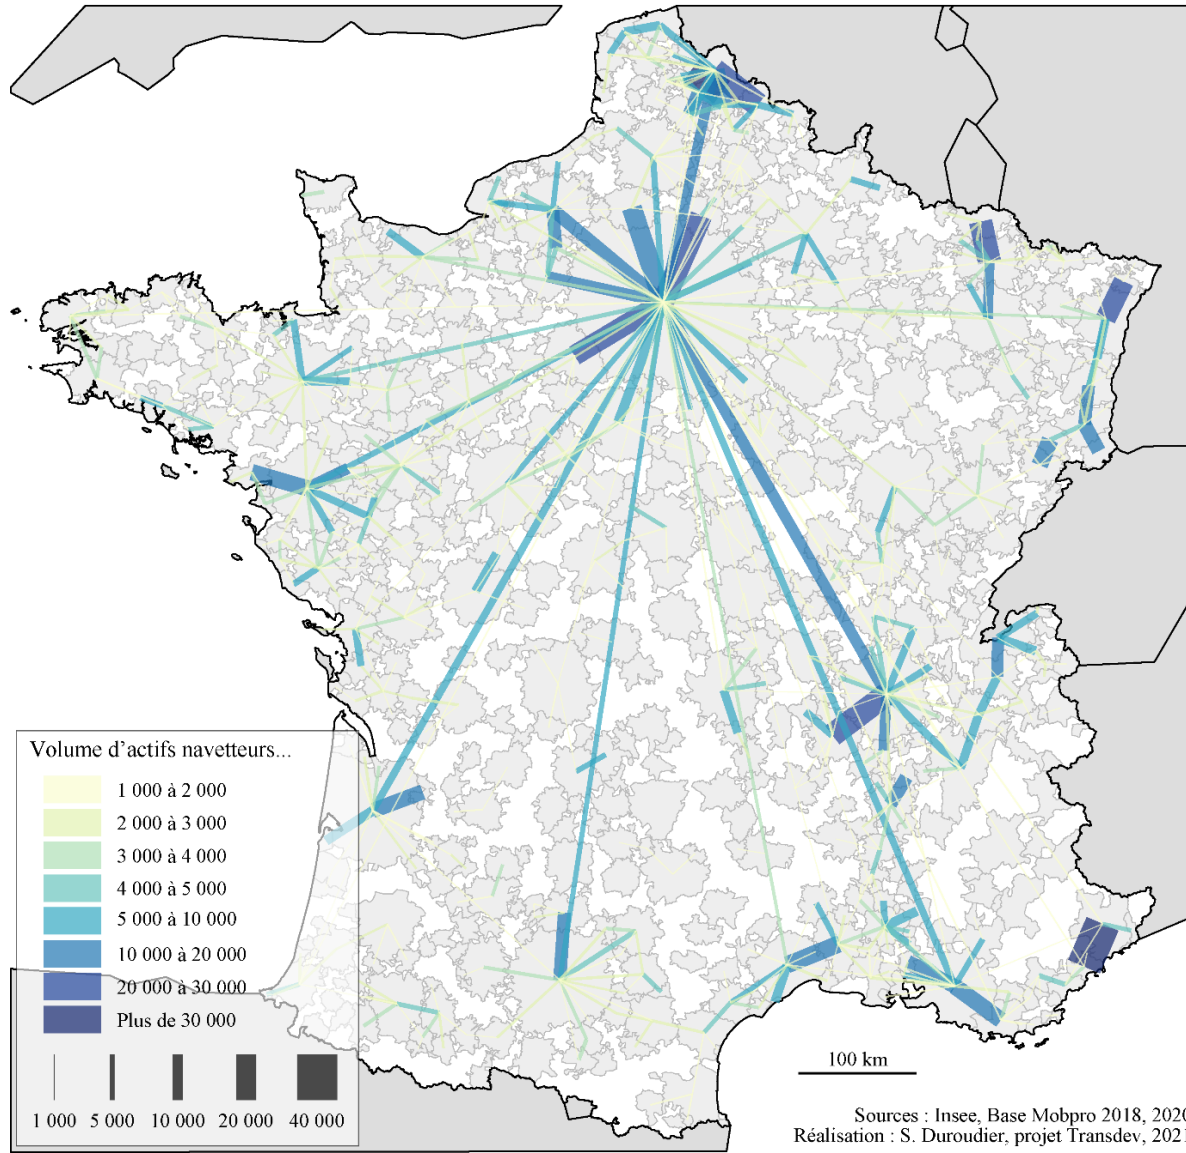 Volume d'actifs navetteurs...
1 000 à 2 000
2 000 à 3 000
3 000 à 4 000
4 000 à 5 000
5 000 à 10 000
10 000 à 20 000
20 000 à 30 000
Plus de 30 000
1 000 5 000 10 000 20 000 40 000
100 km
Sources : Insee, Base Mobpro 2018, 2020
Réalisation : S. Duroudier, projet Transdev, 2021